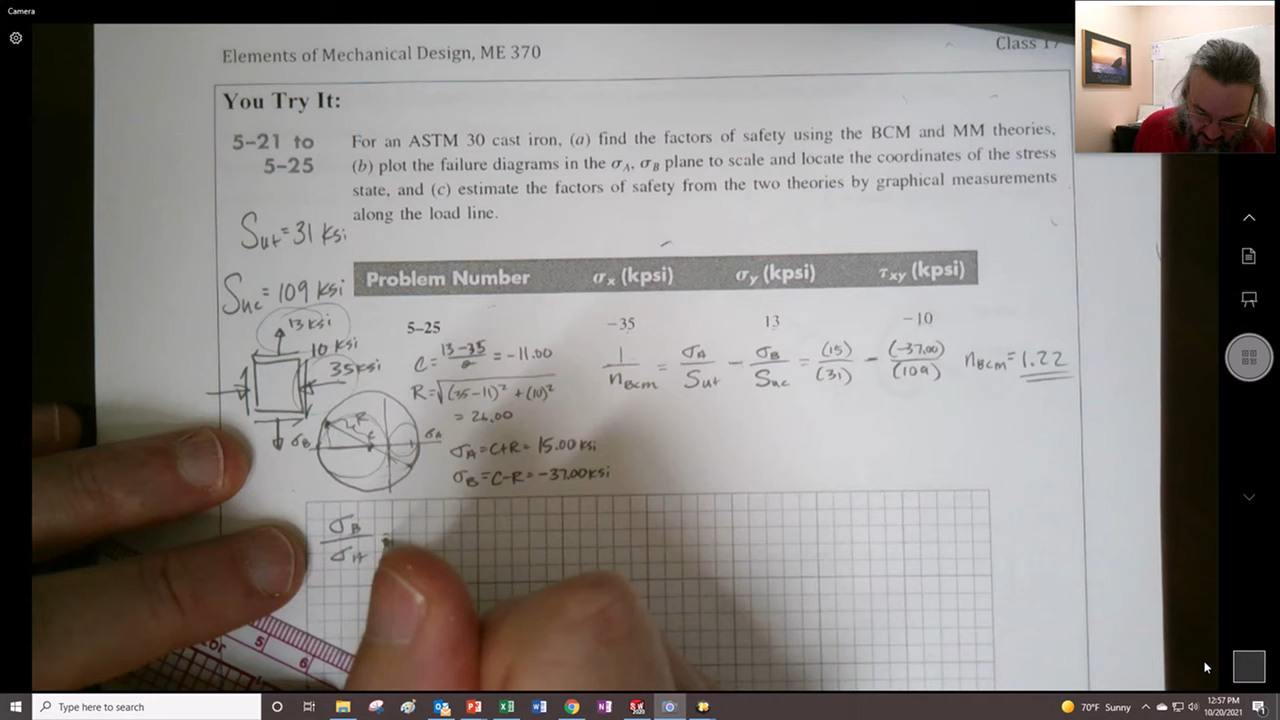 Camera
Elements of Mechanical Design, ME 370
Class 17
You Try It:
5-21 to
5-25
For an ASTM 30 cast iron, (a) find the factors of safety using the BCM and MM theories,
(b) plot the failure diagrams in the σA, σB plane to scale and locate the coordinates of the stress
state, and (c) estimate the factors of safety from the two theories by graphical measurements
along the load line.
Sut=31 ksi
Suc=109 ksi
Problem Number σx (kpsi) σy (kpsi) τxy (kpsi)
5–25 −35 13 −10
13 ksi
10 ksi
35 ksi
C= 13-35/2 = -11.00
R=√(35-11)² + (10)²
= 26.00
σA=C+R= 15.00 ksi
σB=C-R= -37.00 ksi
1/nBcm = σA/Sut - σB/Suc = (15)/(31) - (-37.00)/(109) nBcm=1.22
σB R C σA
σB/σA =
5 6
Type here to search
70°F Sunny
12:57 PM
10/20/2021